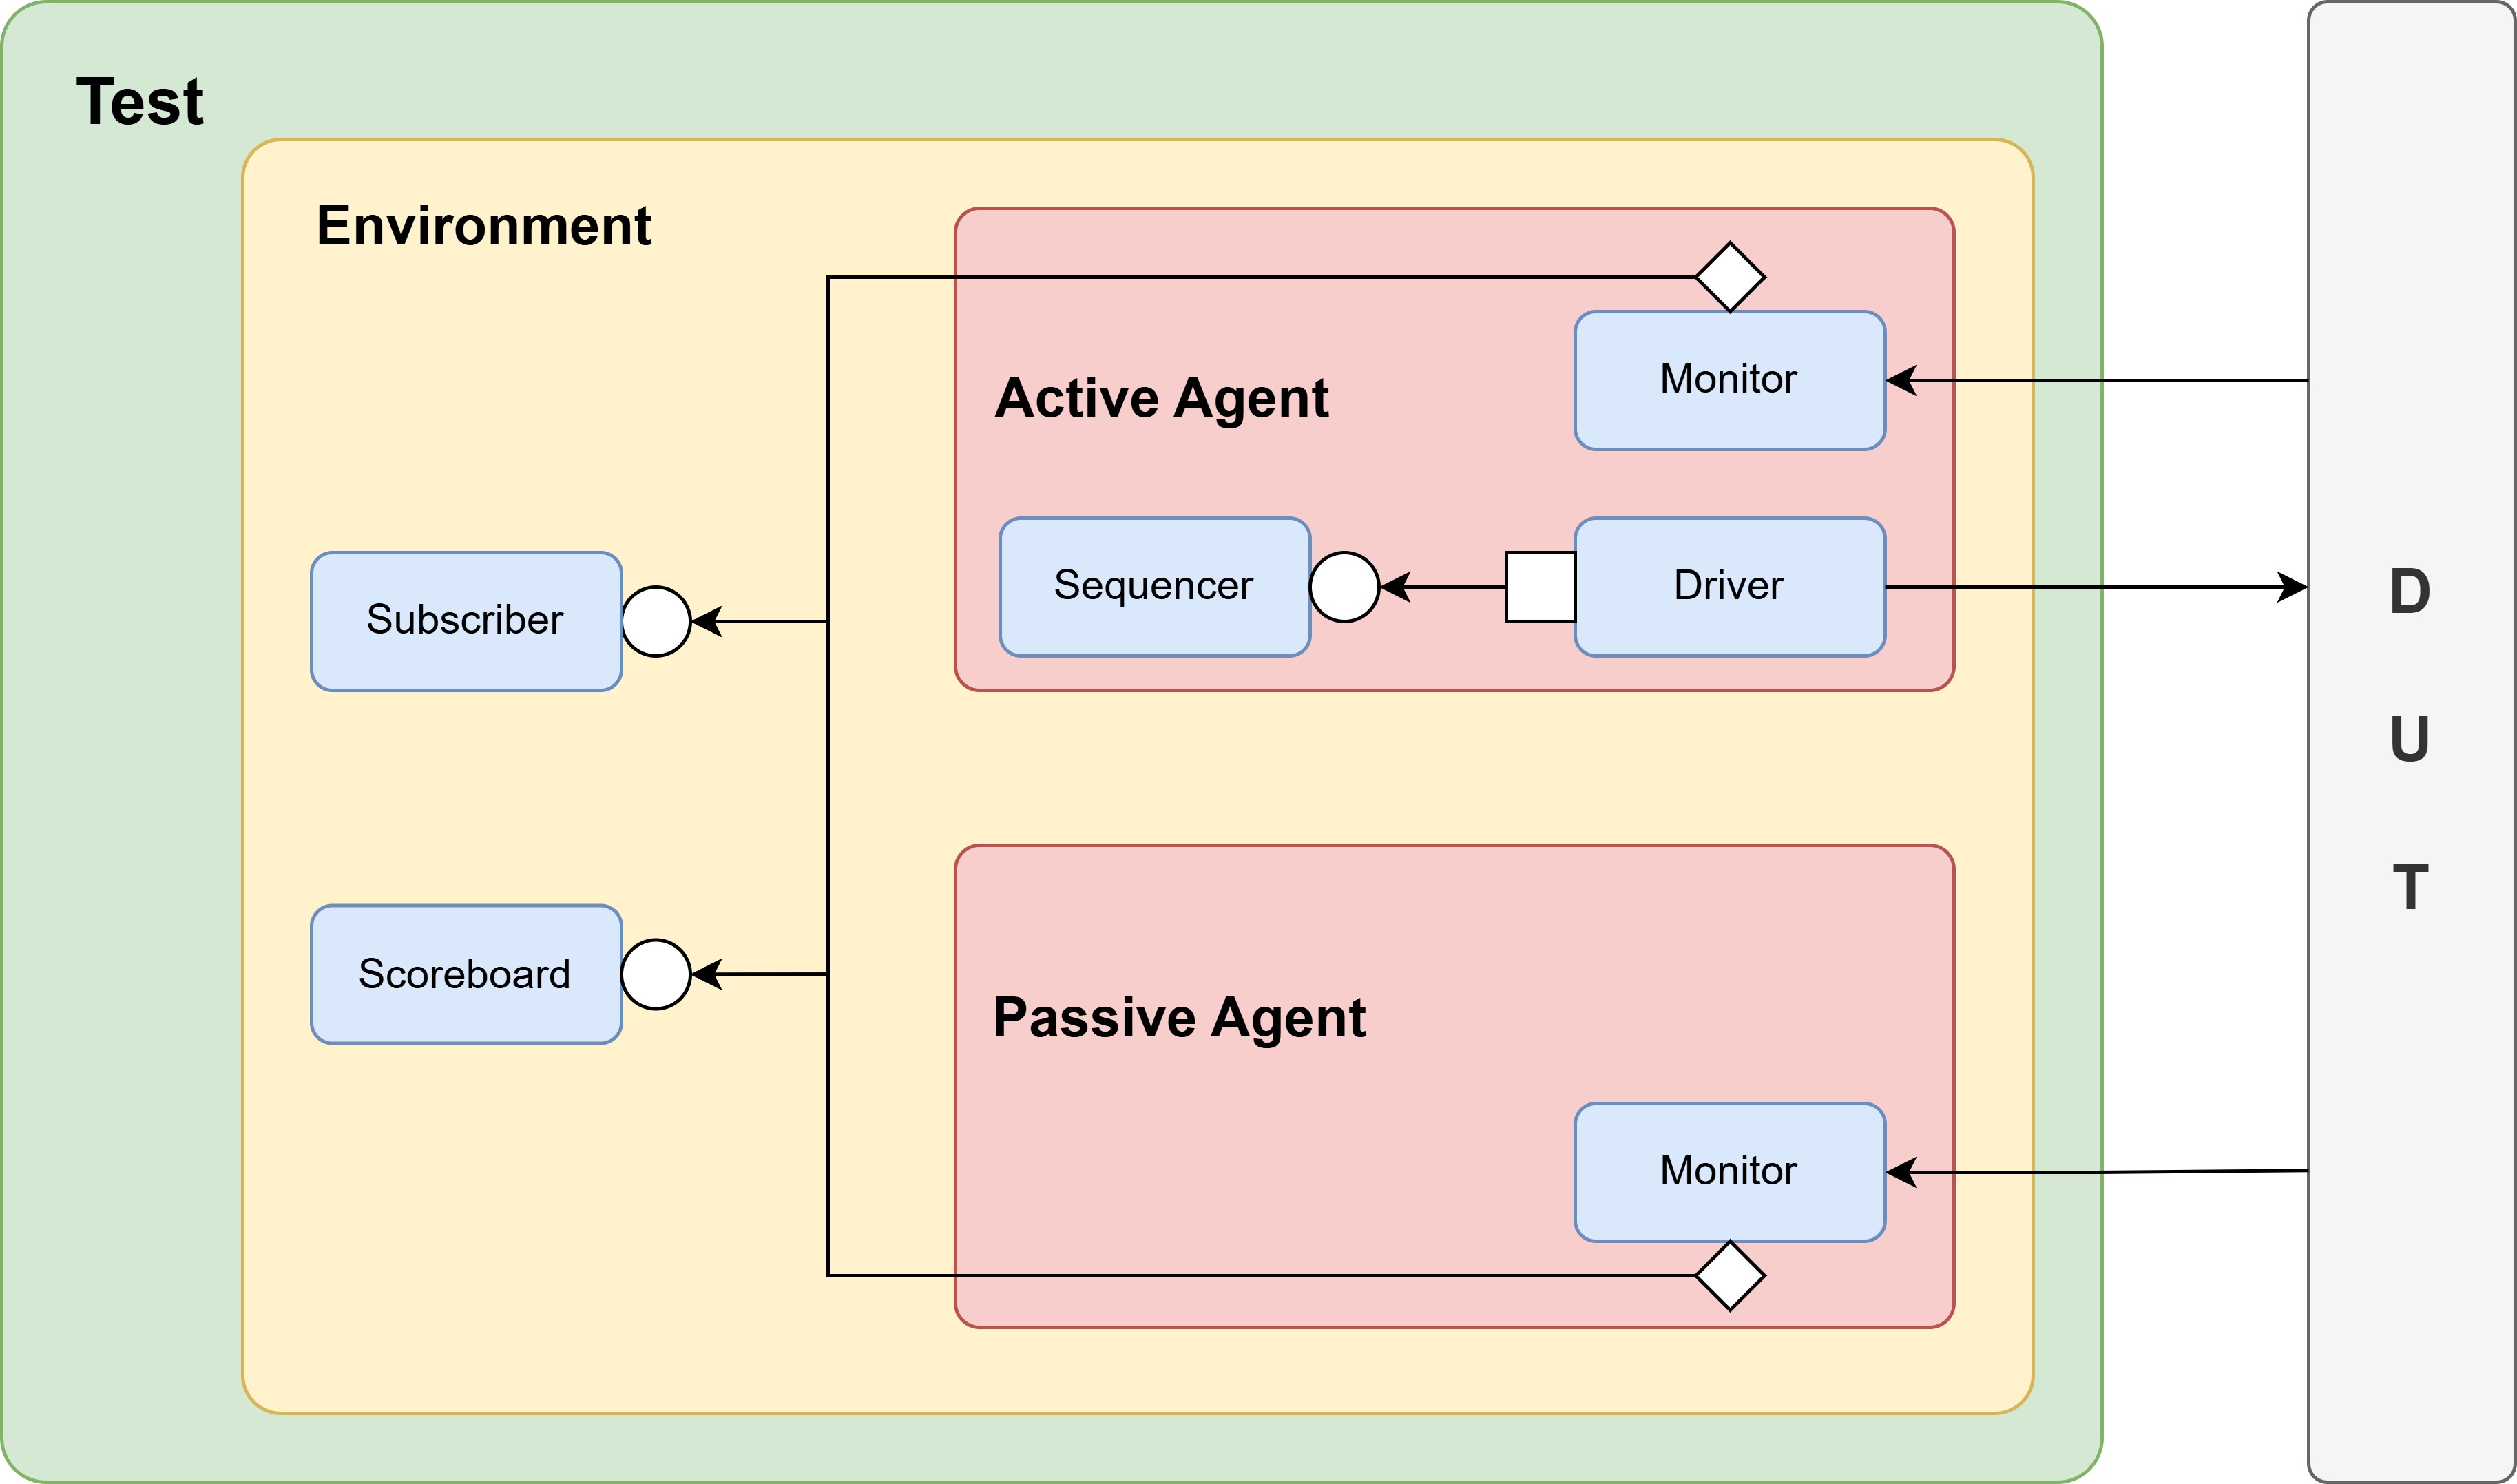 Test
Environment
Active Agent
Monitor
Sequencer
Driver
Subscriber
Scoreboard
Passive Agent
Monitor
D
U
T